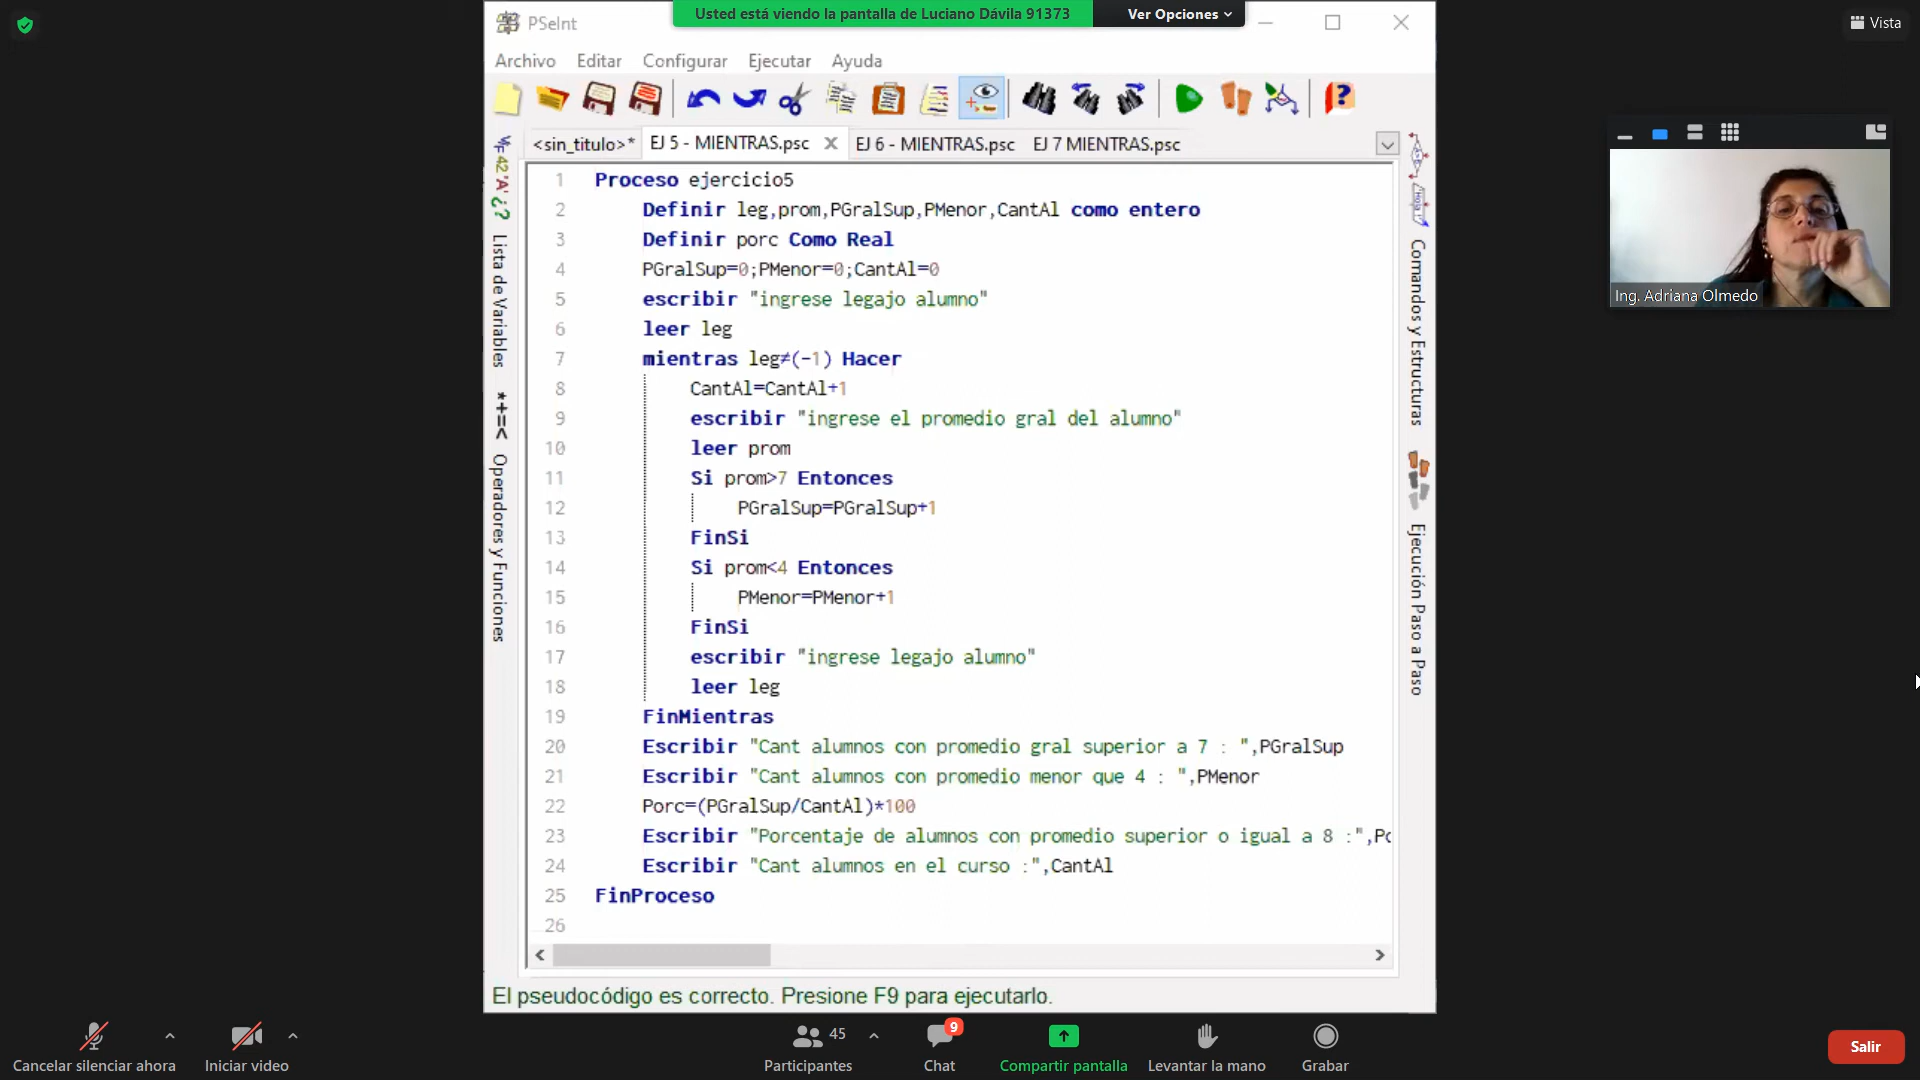 Usted está viendo la pantalla de Luciano Dávila 91373
Ver Opciones
Vista
PSeInt
Archivo Editar Configurar Ejecutar Ayuda
<sin_titulo>* EJ 5 - MIENTRAS.psc EJ 6 - MIENTRAS.psc EJ 7 MIENTRAS.psc
Lista de Variables
Operadores y Funciones
1 Proceso ejercicio5
2 Definir leg,prom,PGralSup,PMenor,CantAl como entero
3 Definir porc Como Real
4 PGralSup=0;PMenor=0;CantAl=0
5 escribir "ingrese legajo alumno"
6 leer leg
7 mientras leg≠(-1) Hacer
8 CantAl=CantAl+1
9 escribir "ingrese el promedio gral del alumno"
10 leer prom
11 Si prom>7 Entonces
12 PGralSup=PGralSup+1
13 FinSi
14 Si prom<4 Entonces
15 PMenor=PMenor+1
16 FinSi
17 escribir "ingrese legajo alumno"
18 leer leg
19 FinMientras
20 Escribir "Cant alumnos con promedio gral superior a 7 : ",PGralSup
21 Escribir "Cant alumnos con promedio menor que 4 : ",PMenor
22 Porc=(PGralSup/CantAl)*100
23 Escribir "Porcentaje de alumnos con promedio superior o igual a 8 :",Po
24 Escribir "Cant alumnos en el curso :",CantAl
25 FinProceso
26
Comandos y Estructuras
Ejecución Paso a Paso
El pseudocódigo es correcto. Presione F9 para ejecutarlo.
Ing. Adriana Olmedo
Cancelar silenciar ahora
Iniciar video
45
Participantes
9
Chat
Compartir pantalla
Levantar la mano
Grabar
Salir